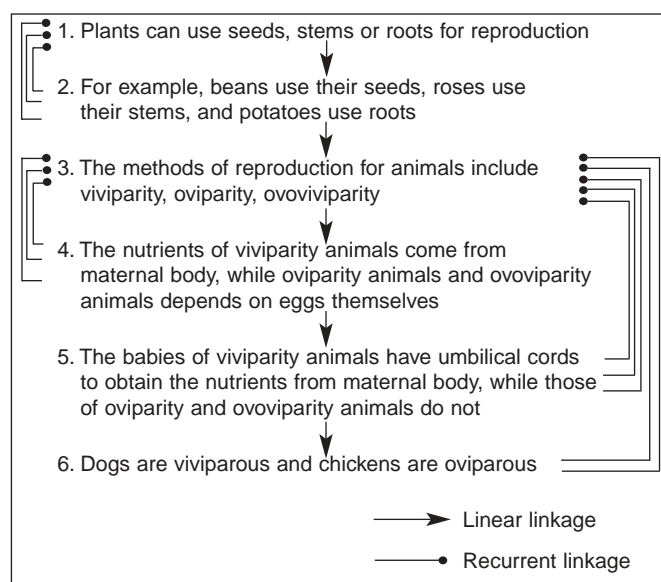 1. Plants can use seeds, stems or roots for reproduction
2. For example, beans use their seeds, roses use
their stems, and potatoes use roots
3. The methods of reproduction for animals include
viviparity, oviparity, ovoviviparity
4. The nutrients of viviparity animals come from
maternal body, while oviparity animals and ovoviparity
animals depends on eggs themselves
5. The babies of viviparity animals have umbilical cords
to obtain the nutrients from maternal body, while those
of oviparity and ovoviparity animals do not
6. Dogs are viviparous and chickens are oviparous
Linear linkage
Recurrent linkage